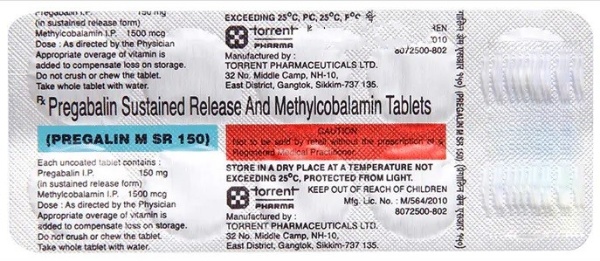 Pregabalin I.P. 150 mg
(in sustained release form)
Methylcobalamin I.P. 1500 mcg
Dose : As directed by the Physician
Appropriate overage of vitamin is
added to compensate loss on storage.
Do not crush or chew the tablet.
Take whole tablet with water.
EXCEEDING 25°C,
torrent
PHARMA
Manufactured by :
TORRENT PHARMACEUTICALS LTD.
32 No. Middle Camp, NH-10,
East District, Gangtok, Sikkim-737 135.
8072500-802
Rx Pregabalin Sustained Release And Methylcobalamin Tablets
{PREGALIN M SR 150}
Each uncoated tablet contains :
Pregabalin I.P. 150 mg
(in sustained release form)
Methylcobalamin I.P. 1500 mcg
Dose : As directed by the Physician
Appropriate overage of vitamin is
added to compensate loss on storage.
Do not crush or chew the tablet.
Take whole tablet with water.
CAUTION
Not to be sold by retail without the prescription of a
Registered Medical Practitioner.
STORE IN A DRY PLACE AT A TEMPERATURE NOT
EXCEEDING 25°C, PROTECTED FROM LIGHT.
torrent
PHARMA
KEEP OUT OF REACH OF CHILDREN
Mfg. Lic. No. : M/564/2010
8072500-802
Manufactured by :
TORRENT PHARMACEUTICALS LTD.
32 No. Middle Camp, NH-10,
East District, Gangtok, Sikkim-737 135.
(PREGALIN M SR 150)